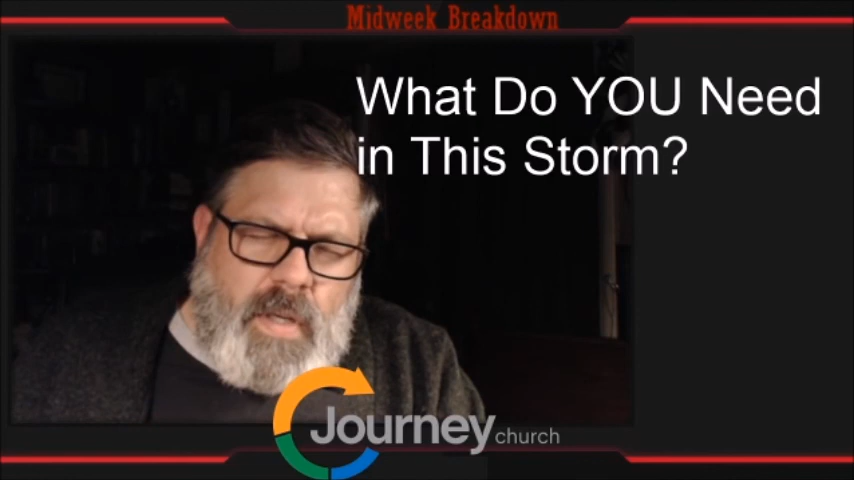 Midweek Breakdown
What Do YOU Need
in This Storm?
Journey church